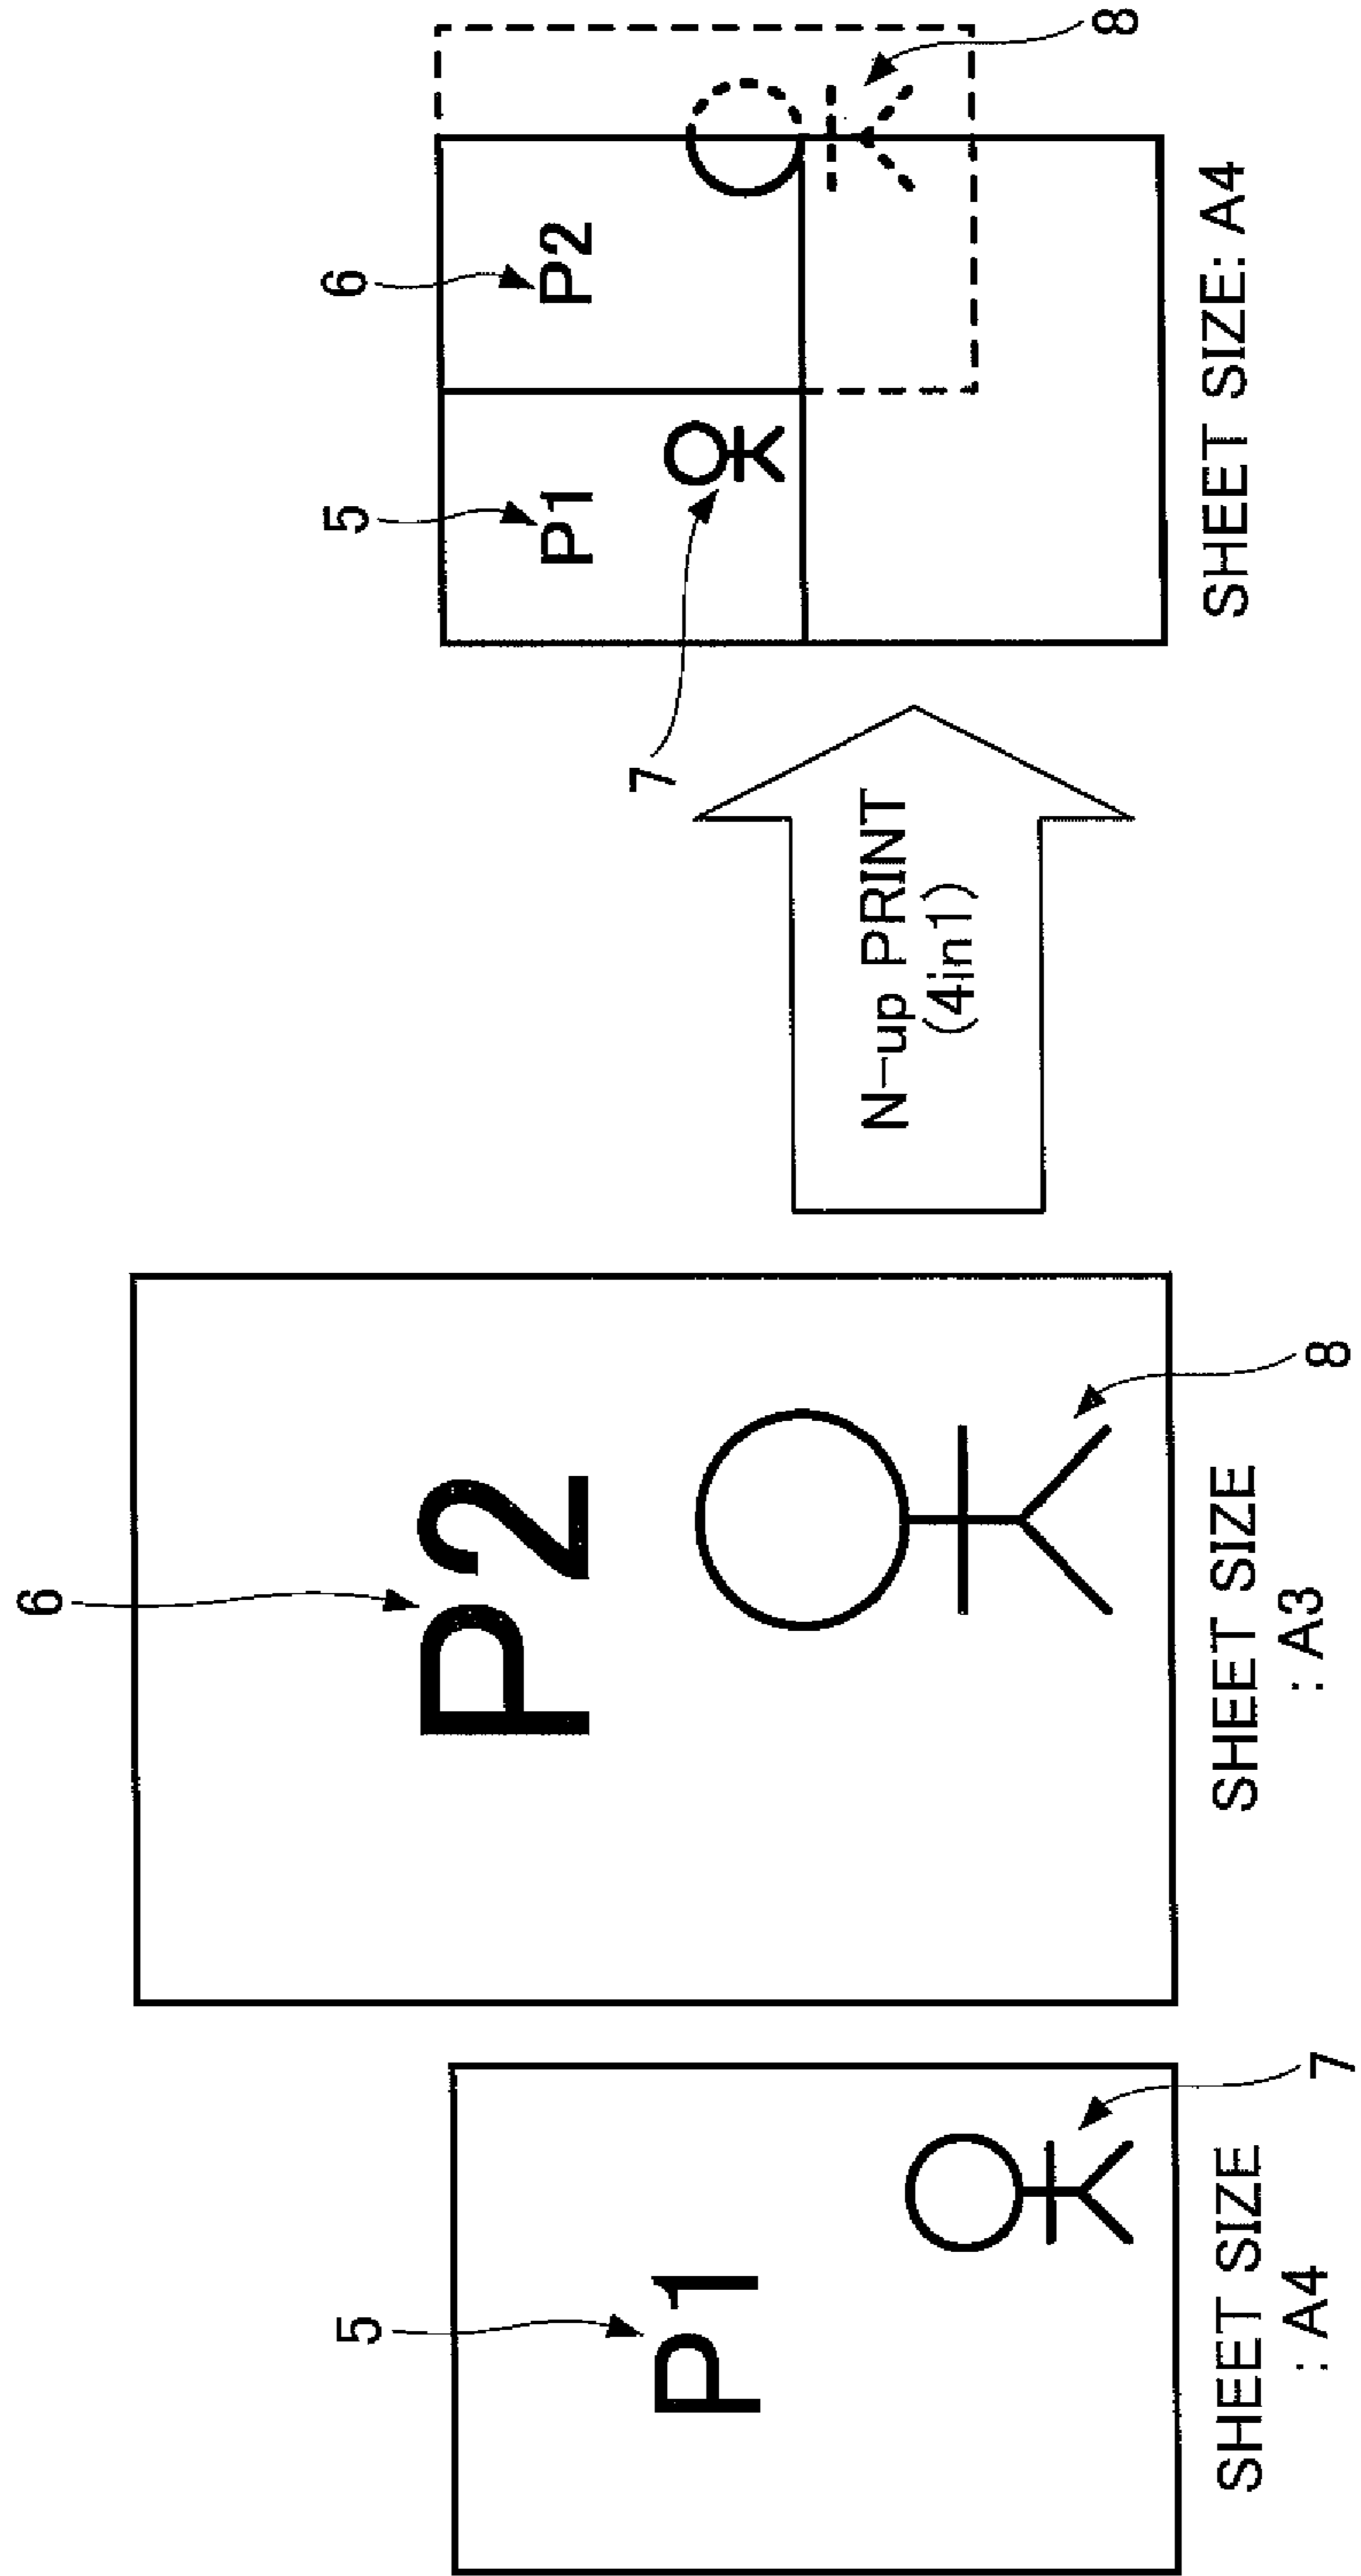 5
P1
7
SHEET SIZE
: A4
6
P2
8
SHEET SIZE
: A3
N-up PRINT
(4in1)
5
P1
7
6
P2
8
SHEET SIZE: A4